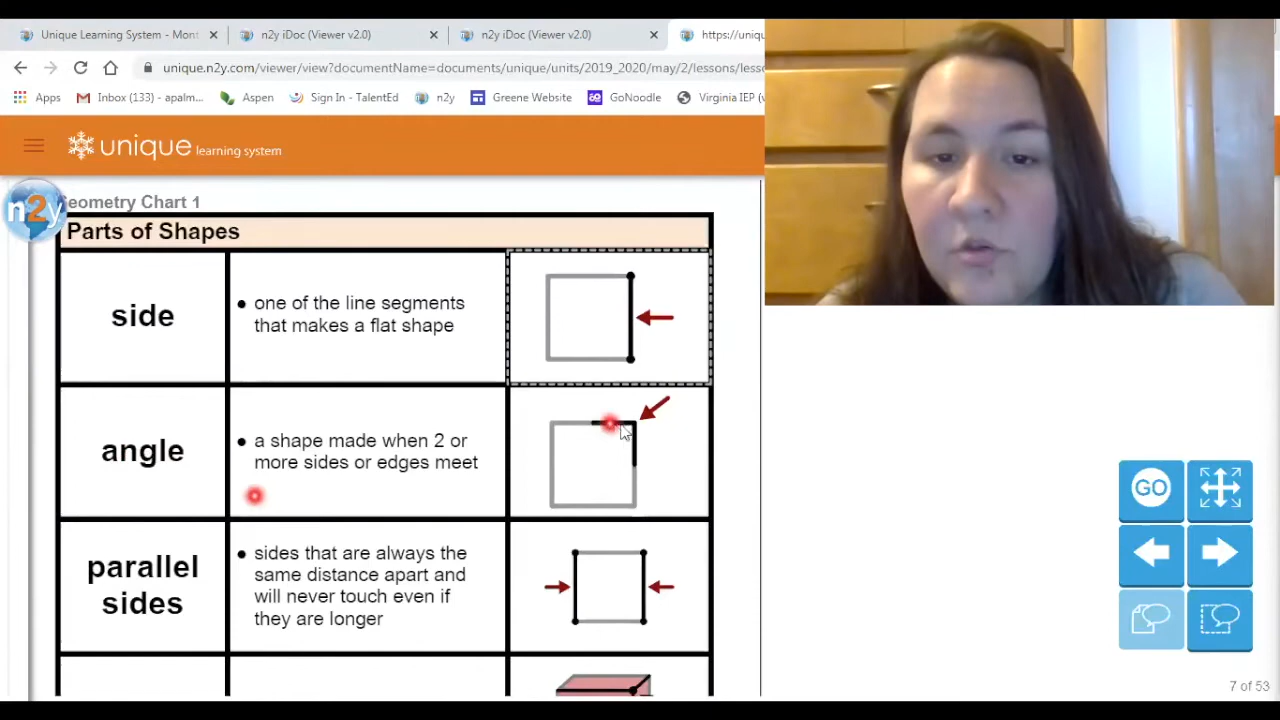 Unique Learning System - Mont
n2y iDoc (Viewer v2.0)
n2y iDoc (Viewer v2.0)
https://uniqu
unique.n2y.com/viewer/view?documentName=documents/unique/units/2019_2020/may/2/lessons/less
Apps
Inbox (133) - apalm...
Aspen
Sign In - TalentEd
n2y
Greene Website
GoNoodle
Virginia IEP (v
unique learning system
n2y
eometry Chart 1
Parts of Shapes
side
one of the line segments
that makes a flat shape
angle
a shape made when 2 or
more sides or edges meet
parallel
sides
sides that are always the
same distance apart and
will never touch even if
they are longer
GO
7 of 53